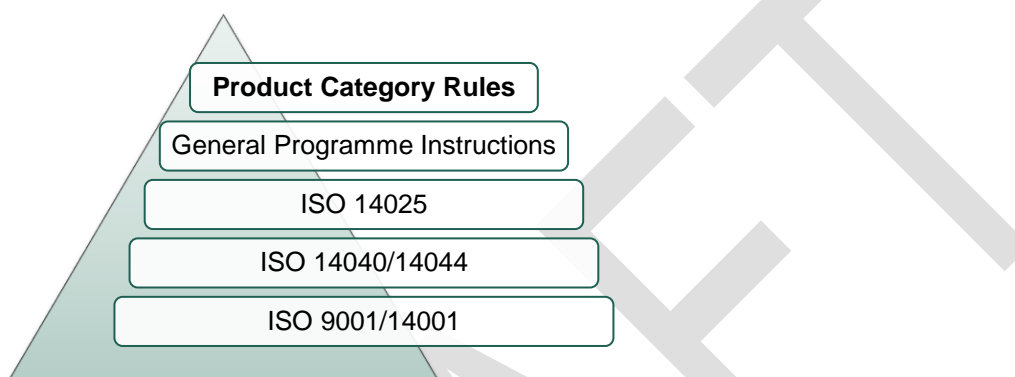 Product Category Rules
General Programme Instructions
ISO 14025
ISO 14040/14044
ISO 9001/14001